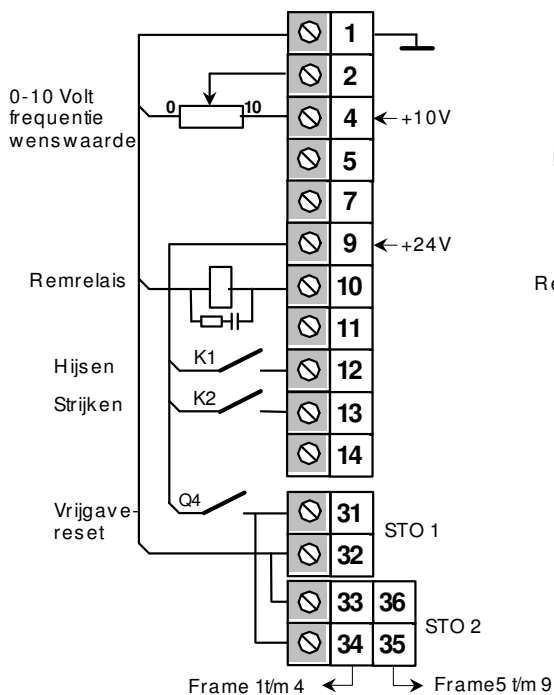 1
2
0-10 Volt
frequentie
wenswaarde
0
10
4
+10V
5
7
9
+24V
Remrelais
10
Re
11
Hijsen
K1
12
Strijken
K2
13
14
Vrijgave-
reset
Q4
31
STO 1
32
33 36
STO 2
34 35
Frame 1t/m 4
Frame5 t/m 9